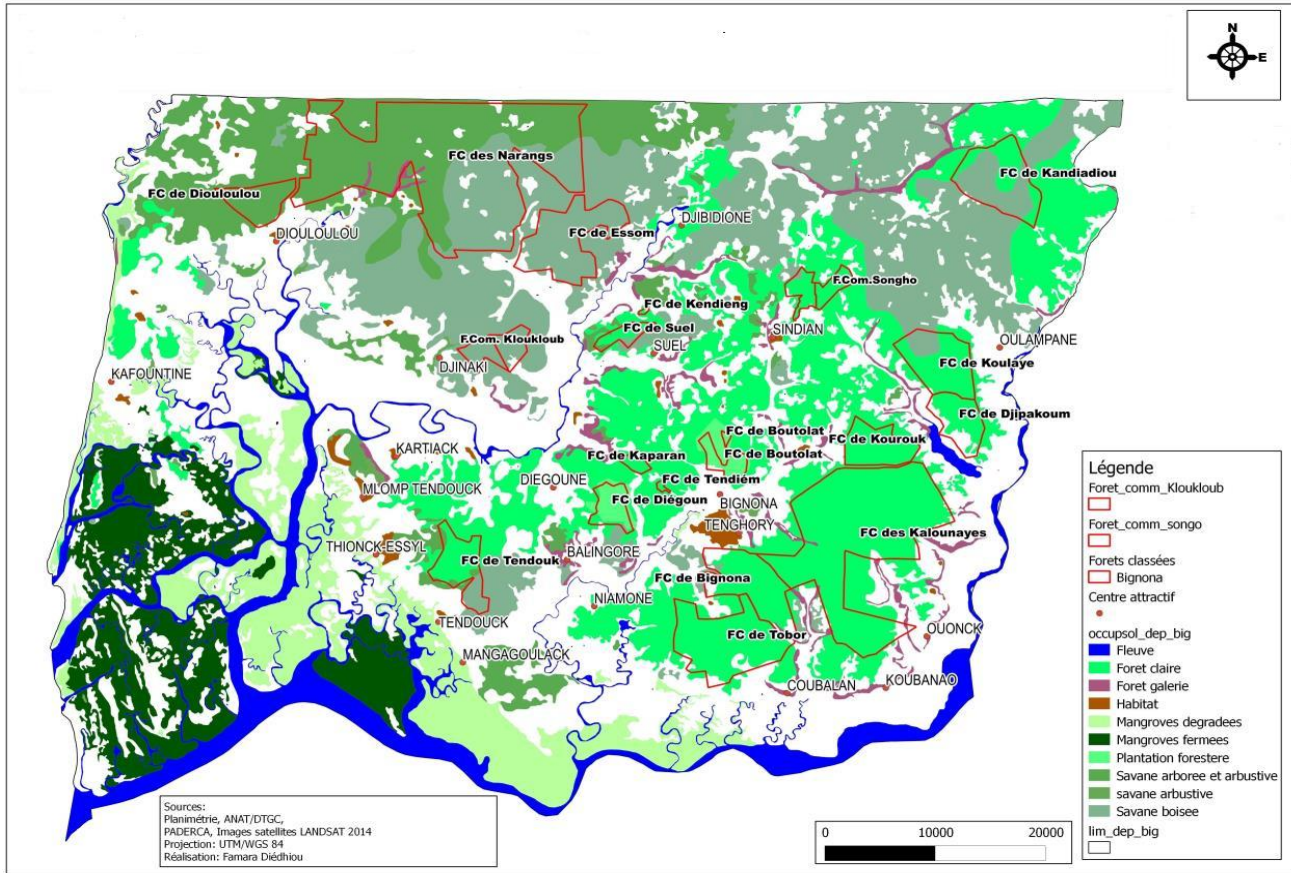 N
E
FC des Narangs
FC de Diouloulou
FC de Kandiadiou
DJIBIDIONE
DIOULOULOU
FC de Essom
F.Com.Songho
FC de Kendieng
FC de Suel
SINDIAN
F.Com. Kloukloub
SUEL
OULAMPANE
DJINAKI
FC de Koulaye
KAFOUNTINE
FC de Djipakoum
FC de Boutolat
FC de Kourouk
KARTIACK
FC de Kaparan
FC de Boutolat
MLOMP TENDOUCK
DIEGOUNE
FC de Tendiém
FC de Diégoun
BIGNONA
TENGHORY
FC des Kalounayes
THIONCK-ESSYL
BALINGORE
FC de Tendouk
FC de Bignona
NIAMONE
TENDOUCK
FC de Tobor
OUONCK
MANGAGOULACK
COUBALAN
KOUBANAO
Légende
Foret_comm_Kloukloub
Foret_comm_songo
Forets classées
Bignona
Centre attractif
occupsol_dep_big
Fleuve
Foret claire
Foret galerie
Habitat
Mangroves degradees
Mangroves fermees
Plantation forestere
Savane arboree et arbustive
savane arbustive
Savane boisee
lim_dep_big
Sources:
Planimétrie, ANAT/DTGC,
PADERCA, Images satellites LANDSAT 2014
Projection: UTM/WGS 84
Réalisation: Famara Diédhiou
0 10000 20000